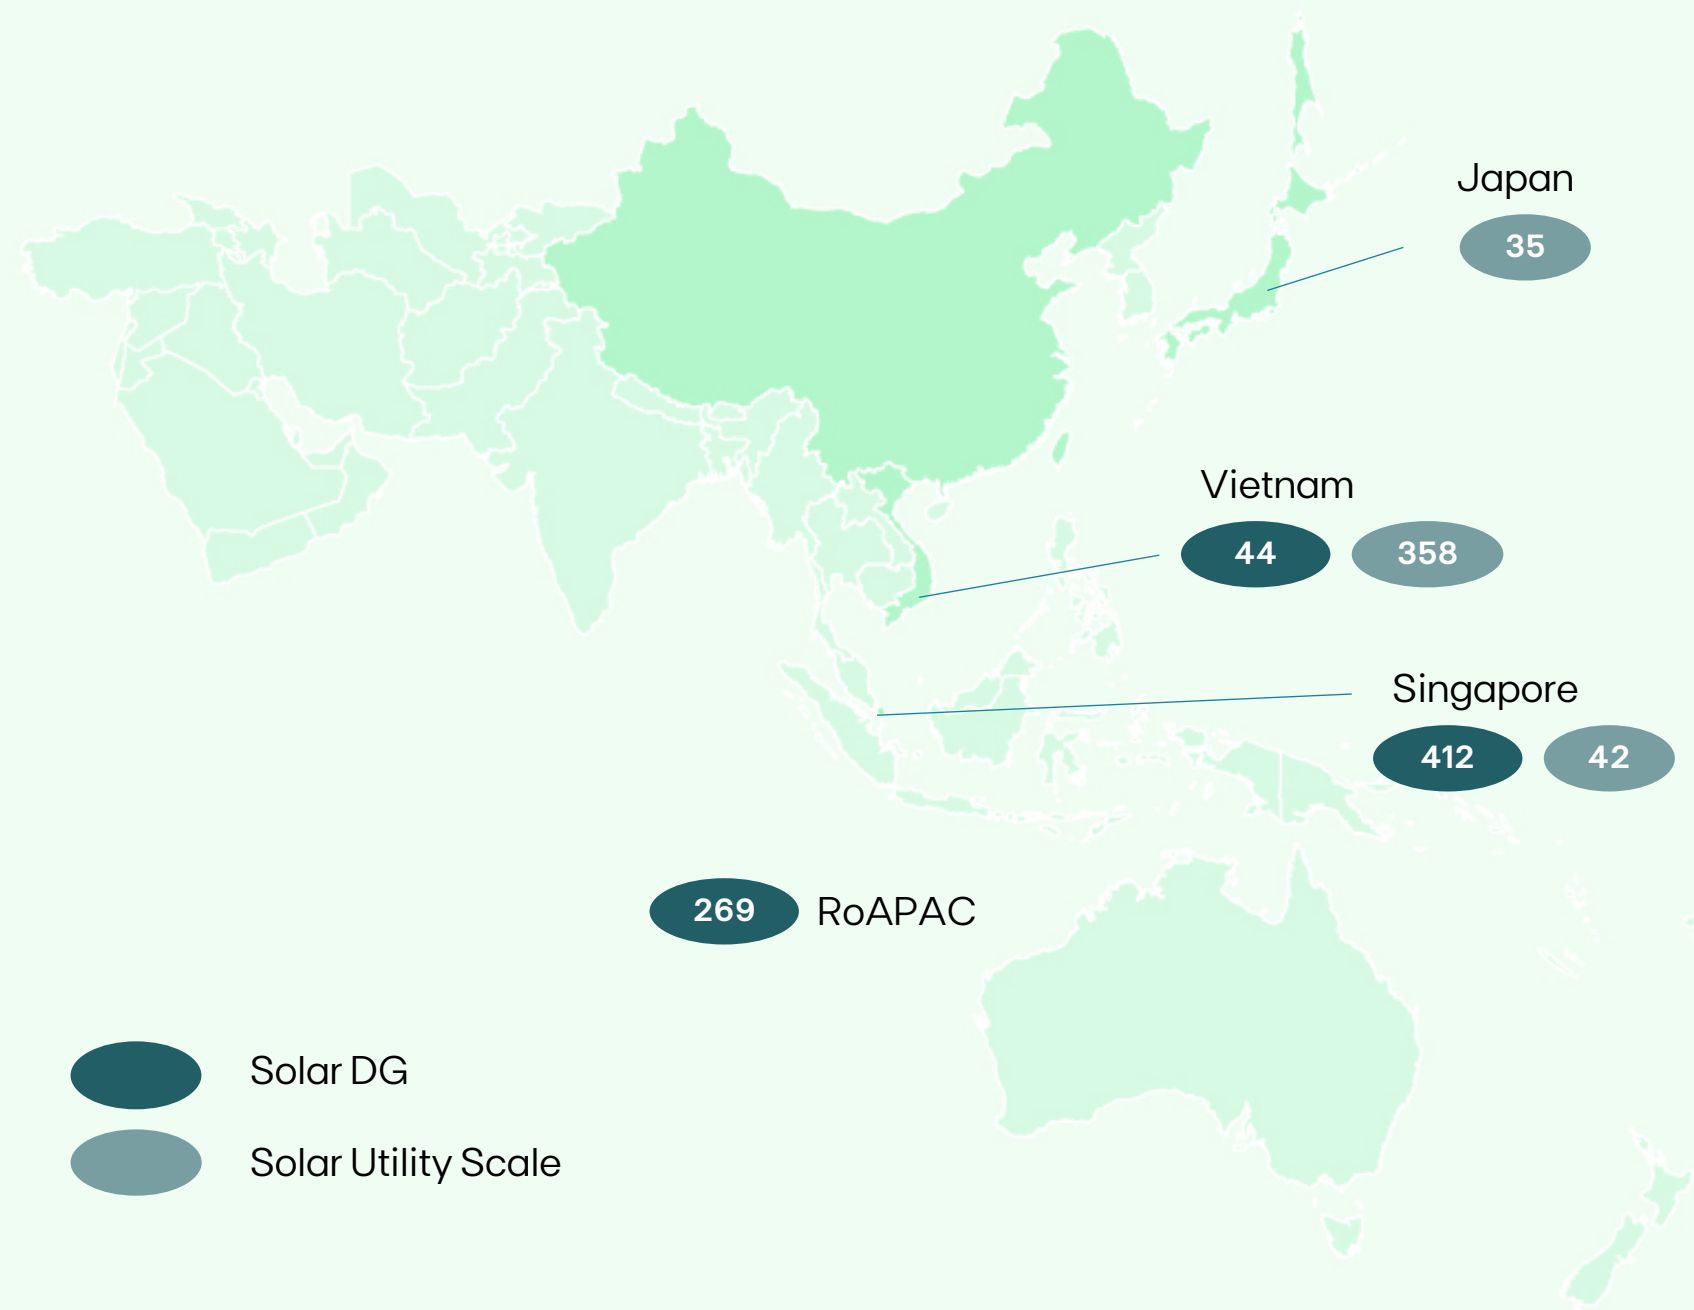 Japan
35
Vietnam
44 358
Singapore
412 42
269 RoAPAC
Solar DG
Solar Utility Scale